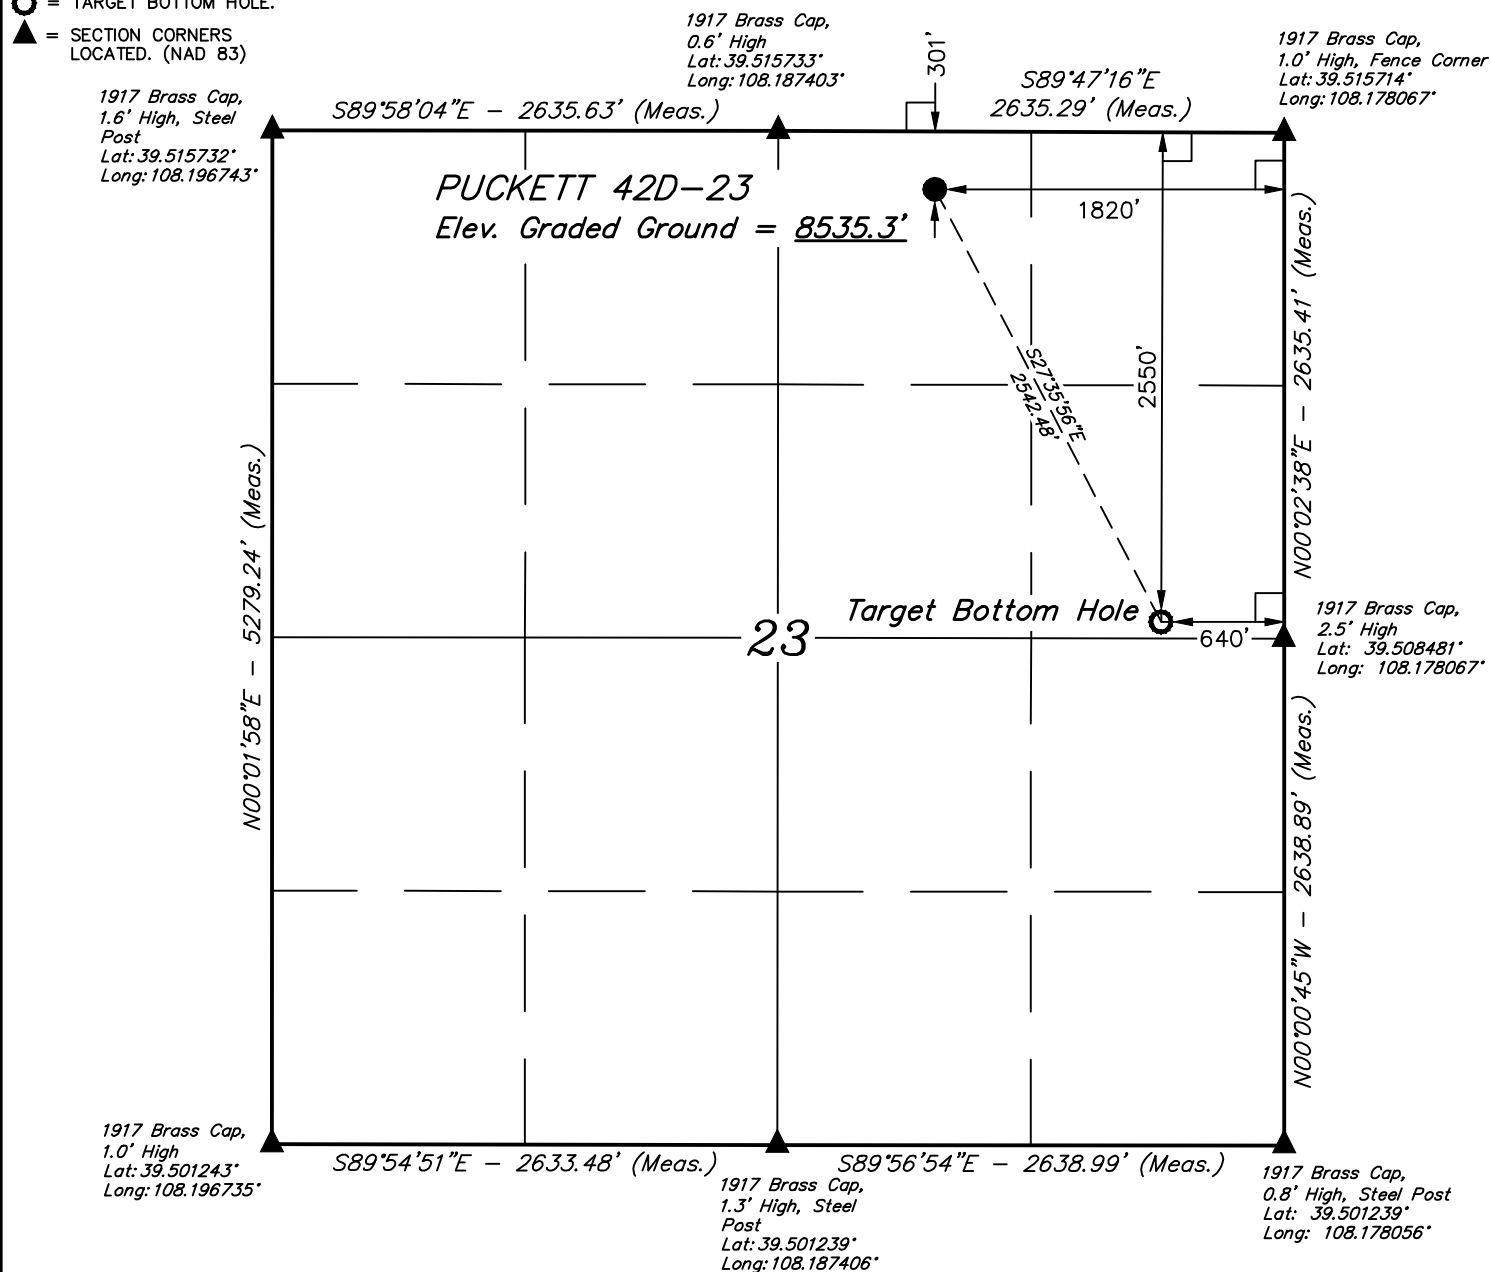 = TARGET BOTTOM HOLE.
= SECTION CORNERS
LOCATED. (NAD 83)
1917 Brass Cap,
0.6' High
Lat: 39.515733°
Long: 108.187403°
301'
S89°47'16"E
2635.29' (Meas.)
1917 Brass Cap,
1.0' High, Fence Corner
Lat: 39.515714°
Long: 108.178067°
1917 Brass Cap,
1.6' High, Steel
Post
Lat: 39.515732°
Long: 108.196743°
S89°58'04"E - 2635.63' (Meas.)
PUCKETT 42D-23
Elev. Graded Ground = 8535.3'
1820'
N00°02'38"E - 2635.41' (Meas.)
2550'
S27°35'56"E
2542.48'
N00°01'58"E - 5279.24' (Meas.)
Target Bottom Hole
23
640'
1917 Brass Cap,
2.5' High
Lat: 39.508481°
Long: 108.178067°
N00°00'45"W - 2638.89' (Meas.)
1917 Brass Cap,
1.0' High
Lat: 39.501243°
Long: 108.196735°
S89°54'51"E - 2633.48' (Meas.)
S89°56'54"E - 2638.99' (Meas.)
1917 Brass Cap,
1.3' High, Steel
Post
Lat: 39.501239°
Long: 108.187406°
1917 Brass Cap,
0.8' High, Steel Post
Lat: 39.501239°
Long: 108.178056°